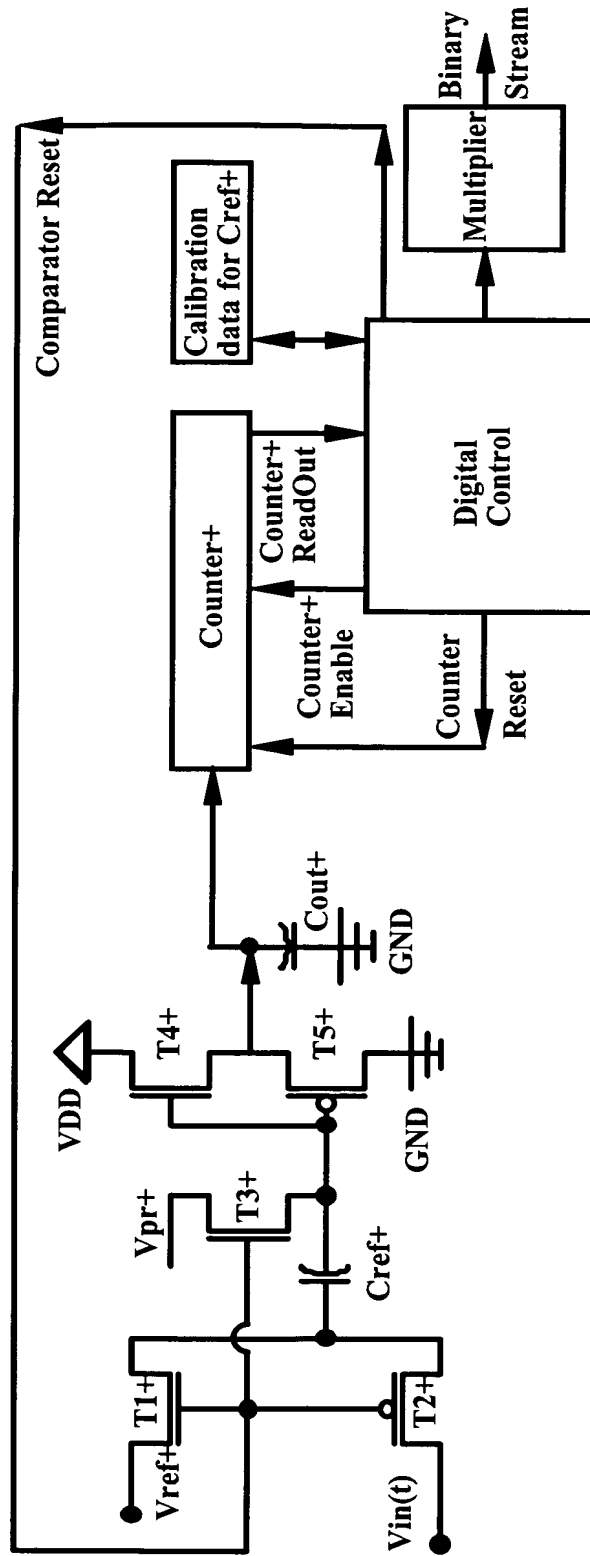 Comparator Reset
Calibration
data for Cref+
Counter+
Counter+
ReadOut
Counter+
Enable
Counter
Reset
Digital
Control
Multiplier
Binary
Stream
VDD
T4+
T5+
GND
Cout+
GND
Vpr+
T3+
Cref+
T1+
Vref+
T2+
Vin(t)